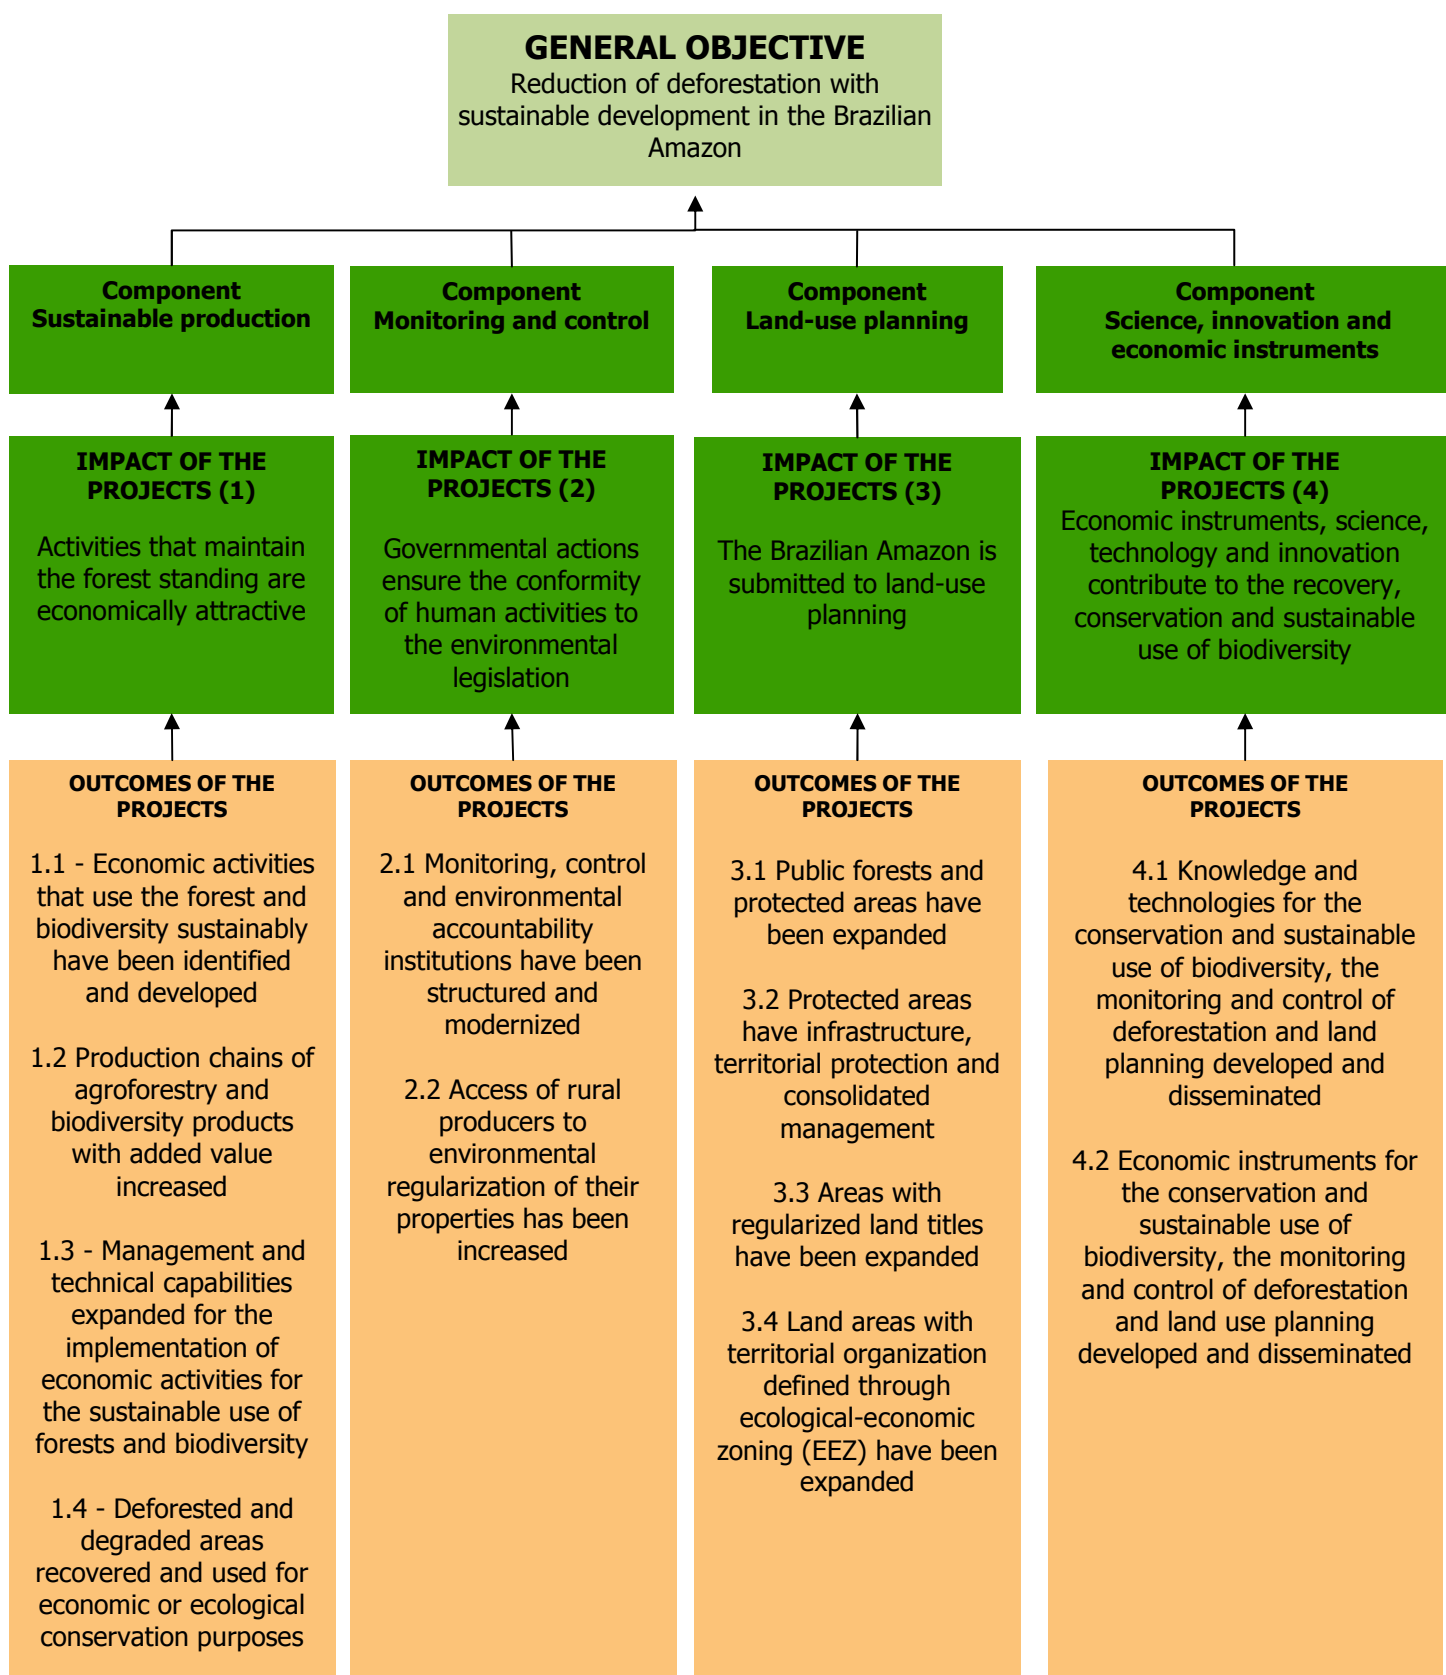 GENERAL OBJECTIVE
Reduction of deforestation with
sustainable development in the Brazilian
Amazon
Component
Sustainable production
Component
Monitoring and control
Component
Land-use planning
Component
Science, innovation and
economic instruments
IMPACT OF THE
PROJECTS (1)
Activities that maintain
the forest standing are
economically attractive
IMPACT OF THE
PROJECTS (2)
Governmental actions
ensure the conformity
of human activities to
the environmental
legislation
IMPACT OF THE
PROJECTS (3)
The Brazilian Amazon is
submitted to land-use
planning
IMPACT OF THE
PROJECTS (4)
Economic instruments, science,
technology and innovation
contribute to the recovery,
conservation and sustainable
use of biodiversity
OUTCOMES OF THE
PROJECTS
1.1 - Economic activities
that use the forest and
biodiversity sustainably
have been identified
and developed
1.2 Production chains of
agroforestry and
biodiversity products
with added value
increased
1.3 - Management and
technical capabilities
expanded for the
implementation of
economic activities for
the sustainable use of
forests and biodiversity
1.4 - Deforested and
degraded areas
recovered and used for
economic or ecological
conservation purposes
OUTCOMES OF THE
PROJECTS
2.1 Monitoring, control
and environmental
accountability
institutions have been
structured and
modernized
2.2 Access of rural
producers to
environmental
regularization of their
properties has been
increased
OUTCOMES OF THE
PROJECTS
3.1 Public forests and
protected areas have
been expanded
3.2 Protected areas
have infrastructure,
territorial protection and
consolidated
management
3.3 Areas with
regularized land titles
have been expanded
3.4 Land areas with
territorial organization
defined through
ecological-economic
zoning (EEZ) have been
expanded
OUTCOMES OF THE
PROJECTS
4.1 Knowledge and
technologies for the
conservation and sustainable
use of biodiversity, the
monitoring and control of
deforestation and land
planning developed and
disseminated
4.2 Economic instruments for
the conservation and
sustainable use of
biodiversity, the monitoring
and control of deforestation
and land use planning
developed and disseminated